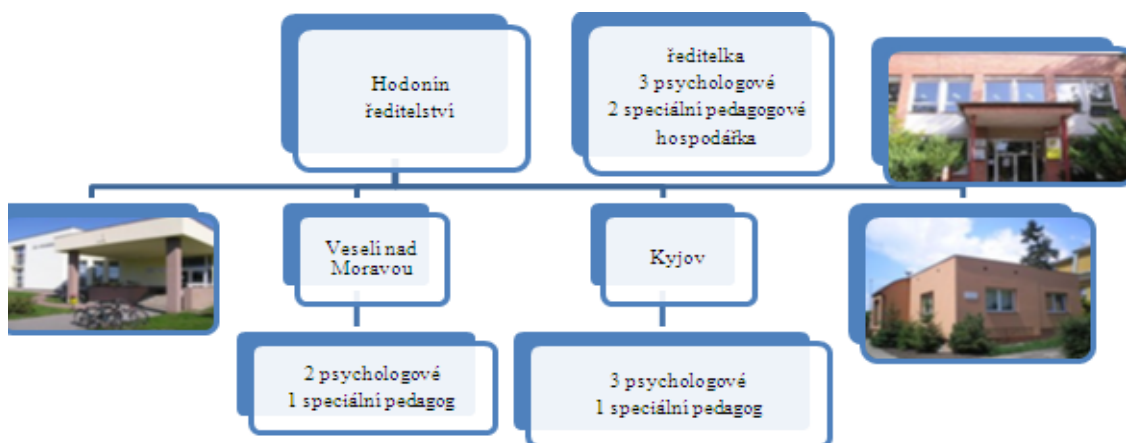 Hodonín
ředitelství
ředitelka
3 psychologové
2 speciální pedagogové
hospodářka
Veselí nad
Moravou
Kyjov
2 psychologové
1 speciální pedagog
3 psychologové
1 speciální pedagog